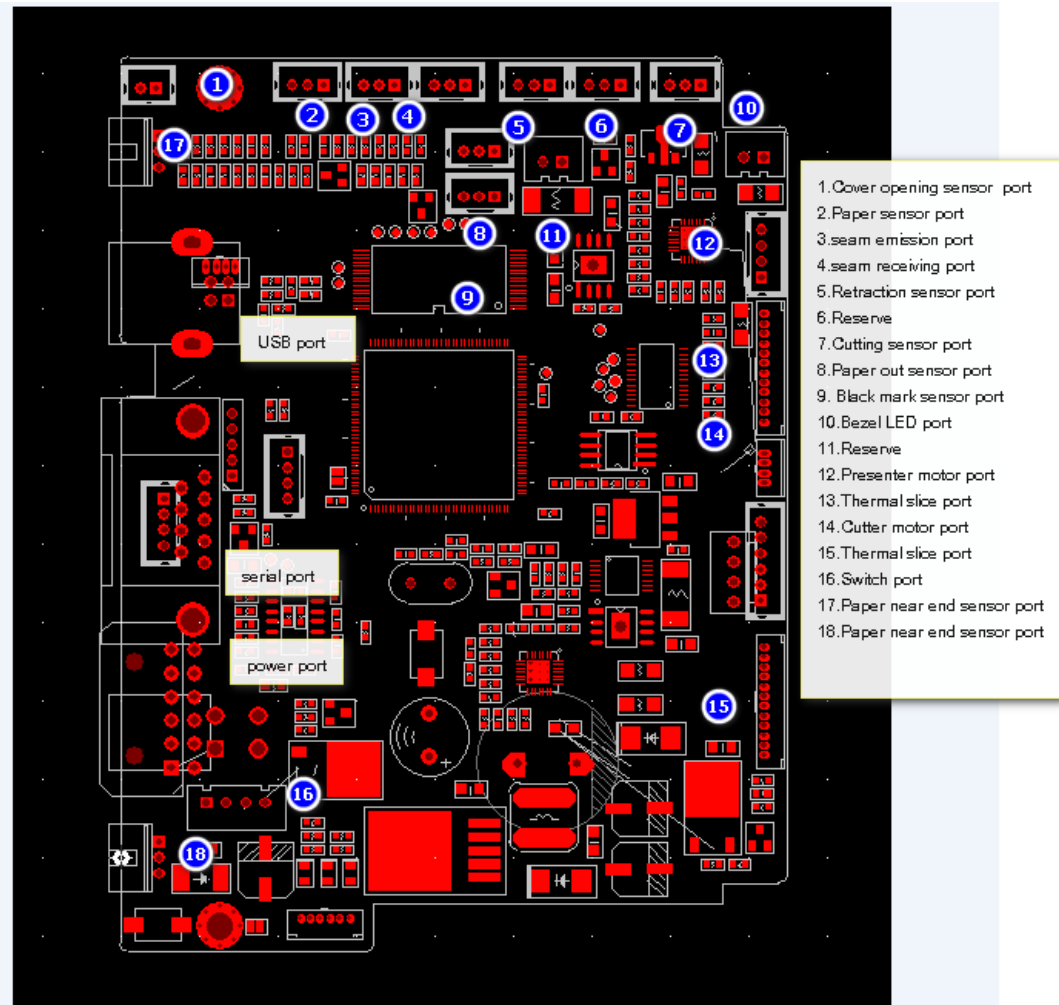 1
10
2
3
4
5
6
7
17
8
11
12
9
13
14
USB port
serial port
power port
15
16
18
1.Cover opening sensor port
2.Paper sensor port
3.seam emission port
4.seam receiving port
5.Retraction sensor port
6.Reserve
7.Cutting sensor port
8.Paper out sensor port
9. Black mark sensor port
10.Bezel LED port
11.Reserve
12.Presenter motor port
13.Thermal slice port
14.Cutter motor port
15.Thermal slice port
16.Switch port
17.Paper near end sensor port
18.Paper near end sensor port